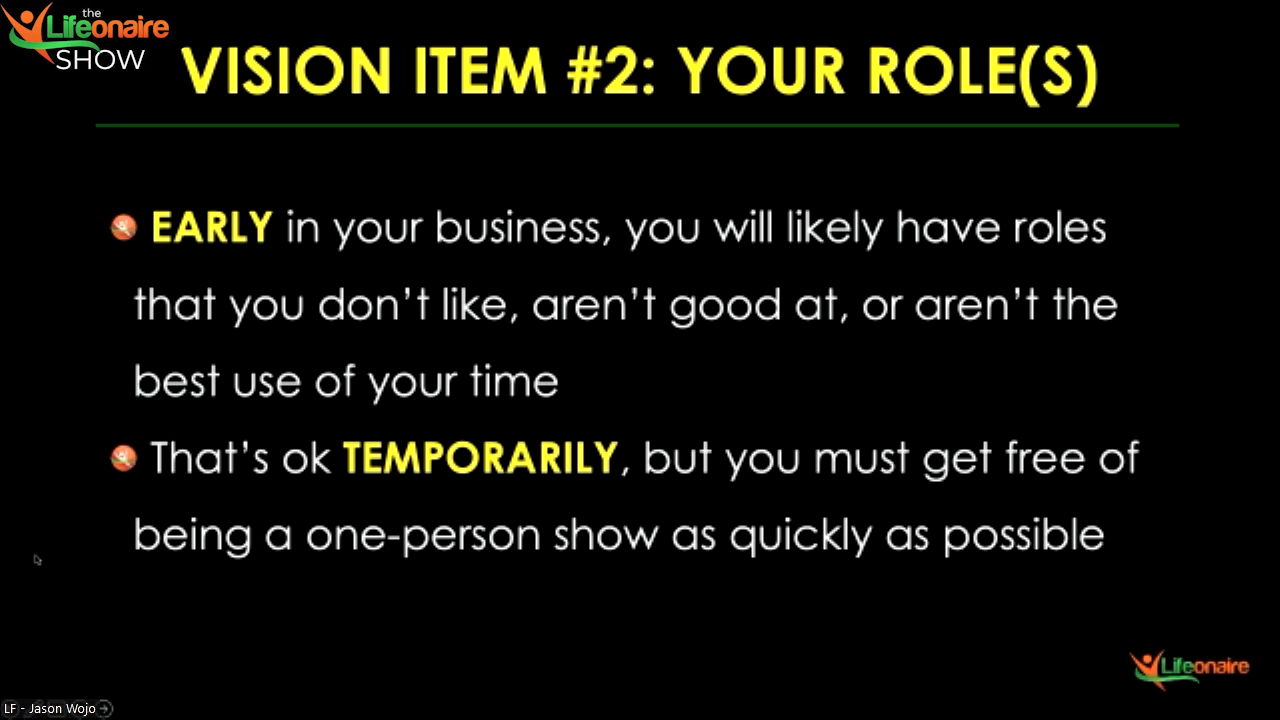 the
Lifeonaire
SHOW
VISION ITEM #2: YOUR ROLE(S)
EARLY in your business, you will likely have roles
that you don't like, aren't good at, or aren't the
best use of your time
That's ok TEMPORARILY, but you must get free of
being a one-person show as quickly as possible
Lifeonaire
LF - Jason Wojo